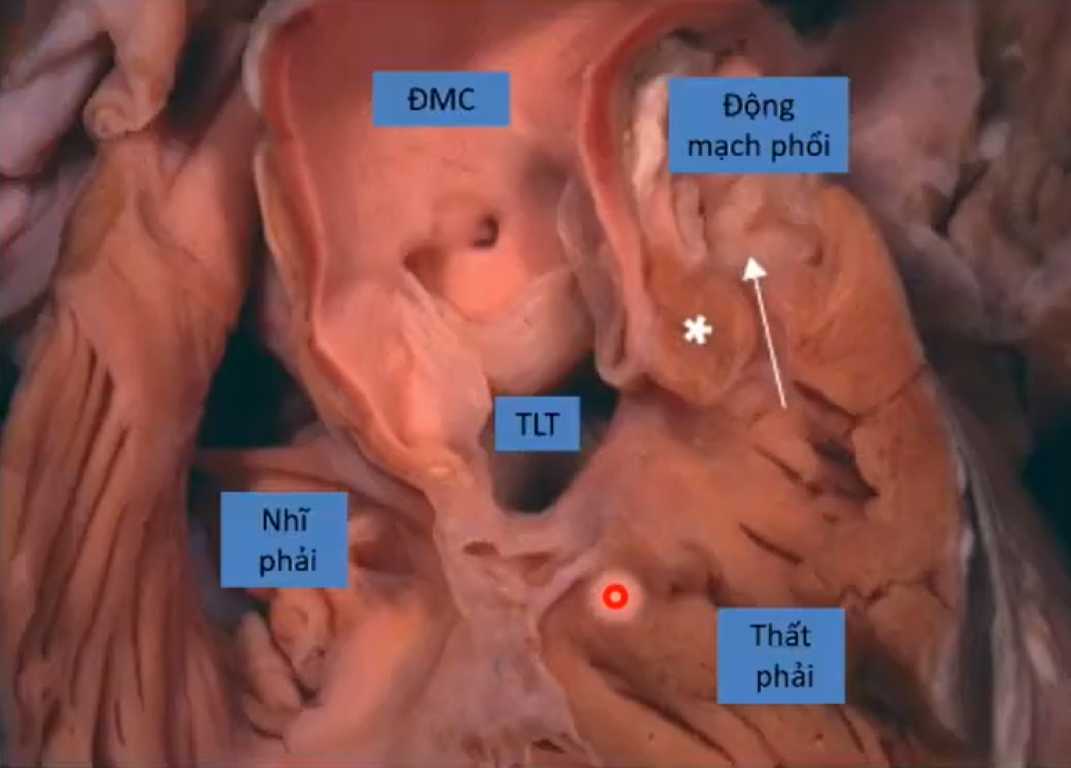 ĐMC
Động
mạch phổi
*
TLT
Nhĩ
phải
Thất
phải